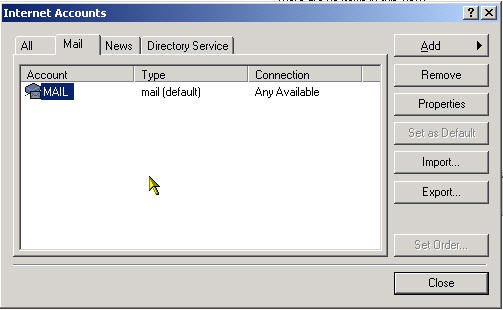 Internet Accounts
All Mail News Directory Service
Account Type Connection
MAIL mail (default) Any Available
Add
Remove
Properties
Set as Default
Import...
Export...
Set Order...
Close